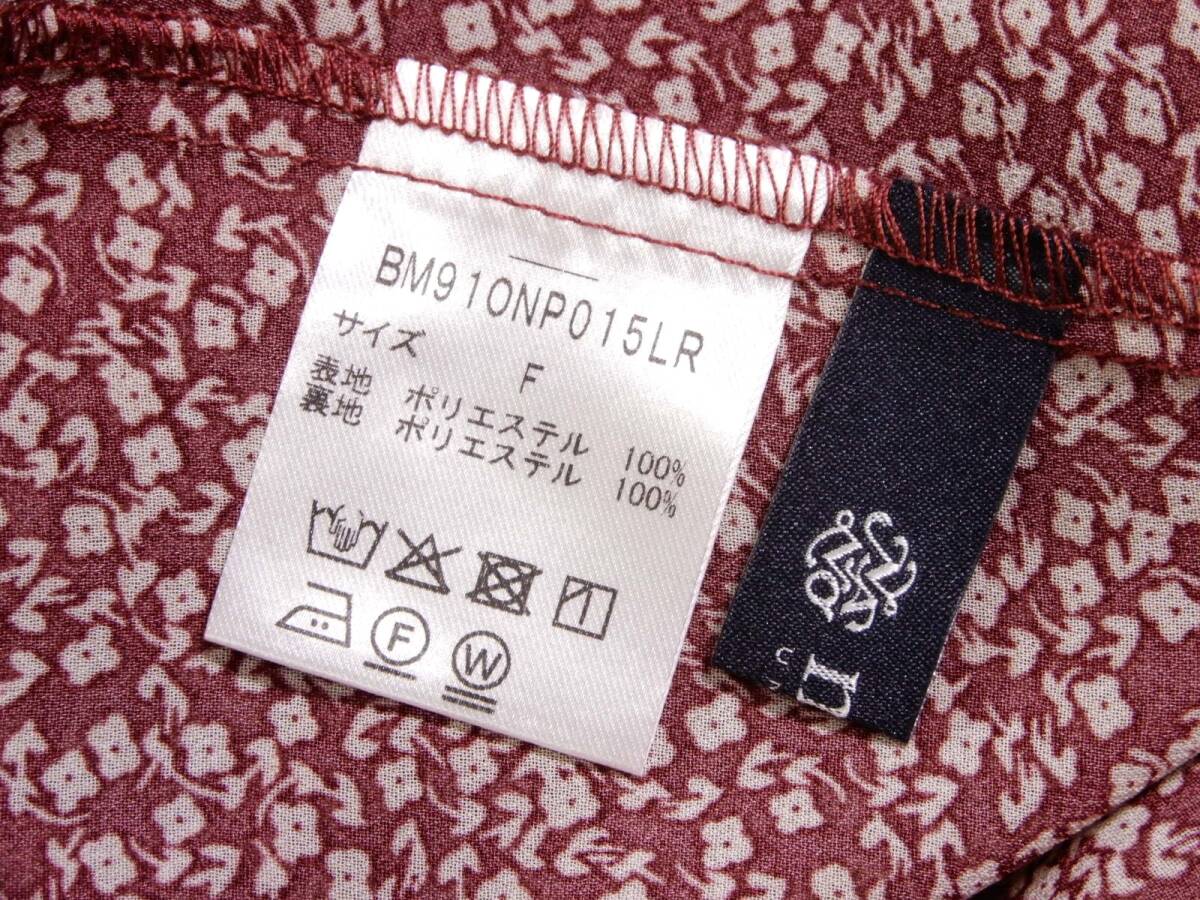 BM910NP015LR
サイズ F
表地 ポリエステル 100%
裏地 ポリエステル 100%
F
W
n